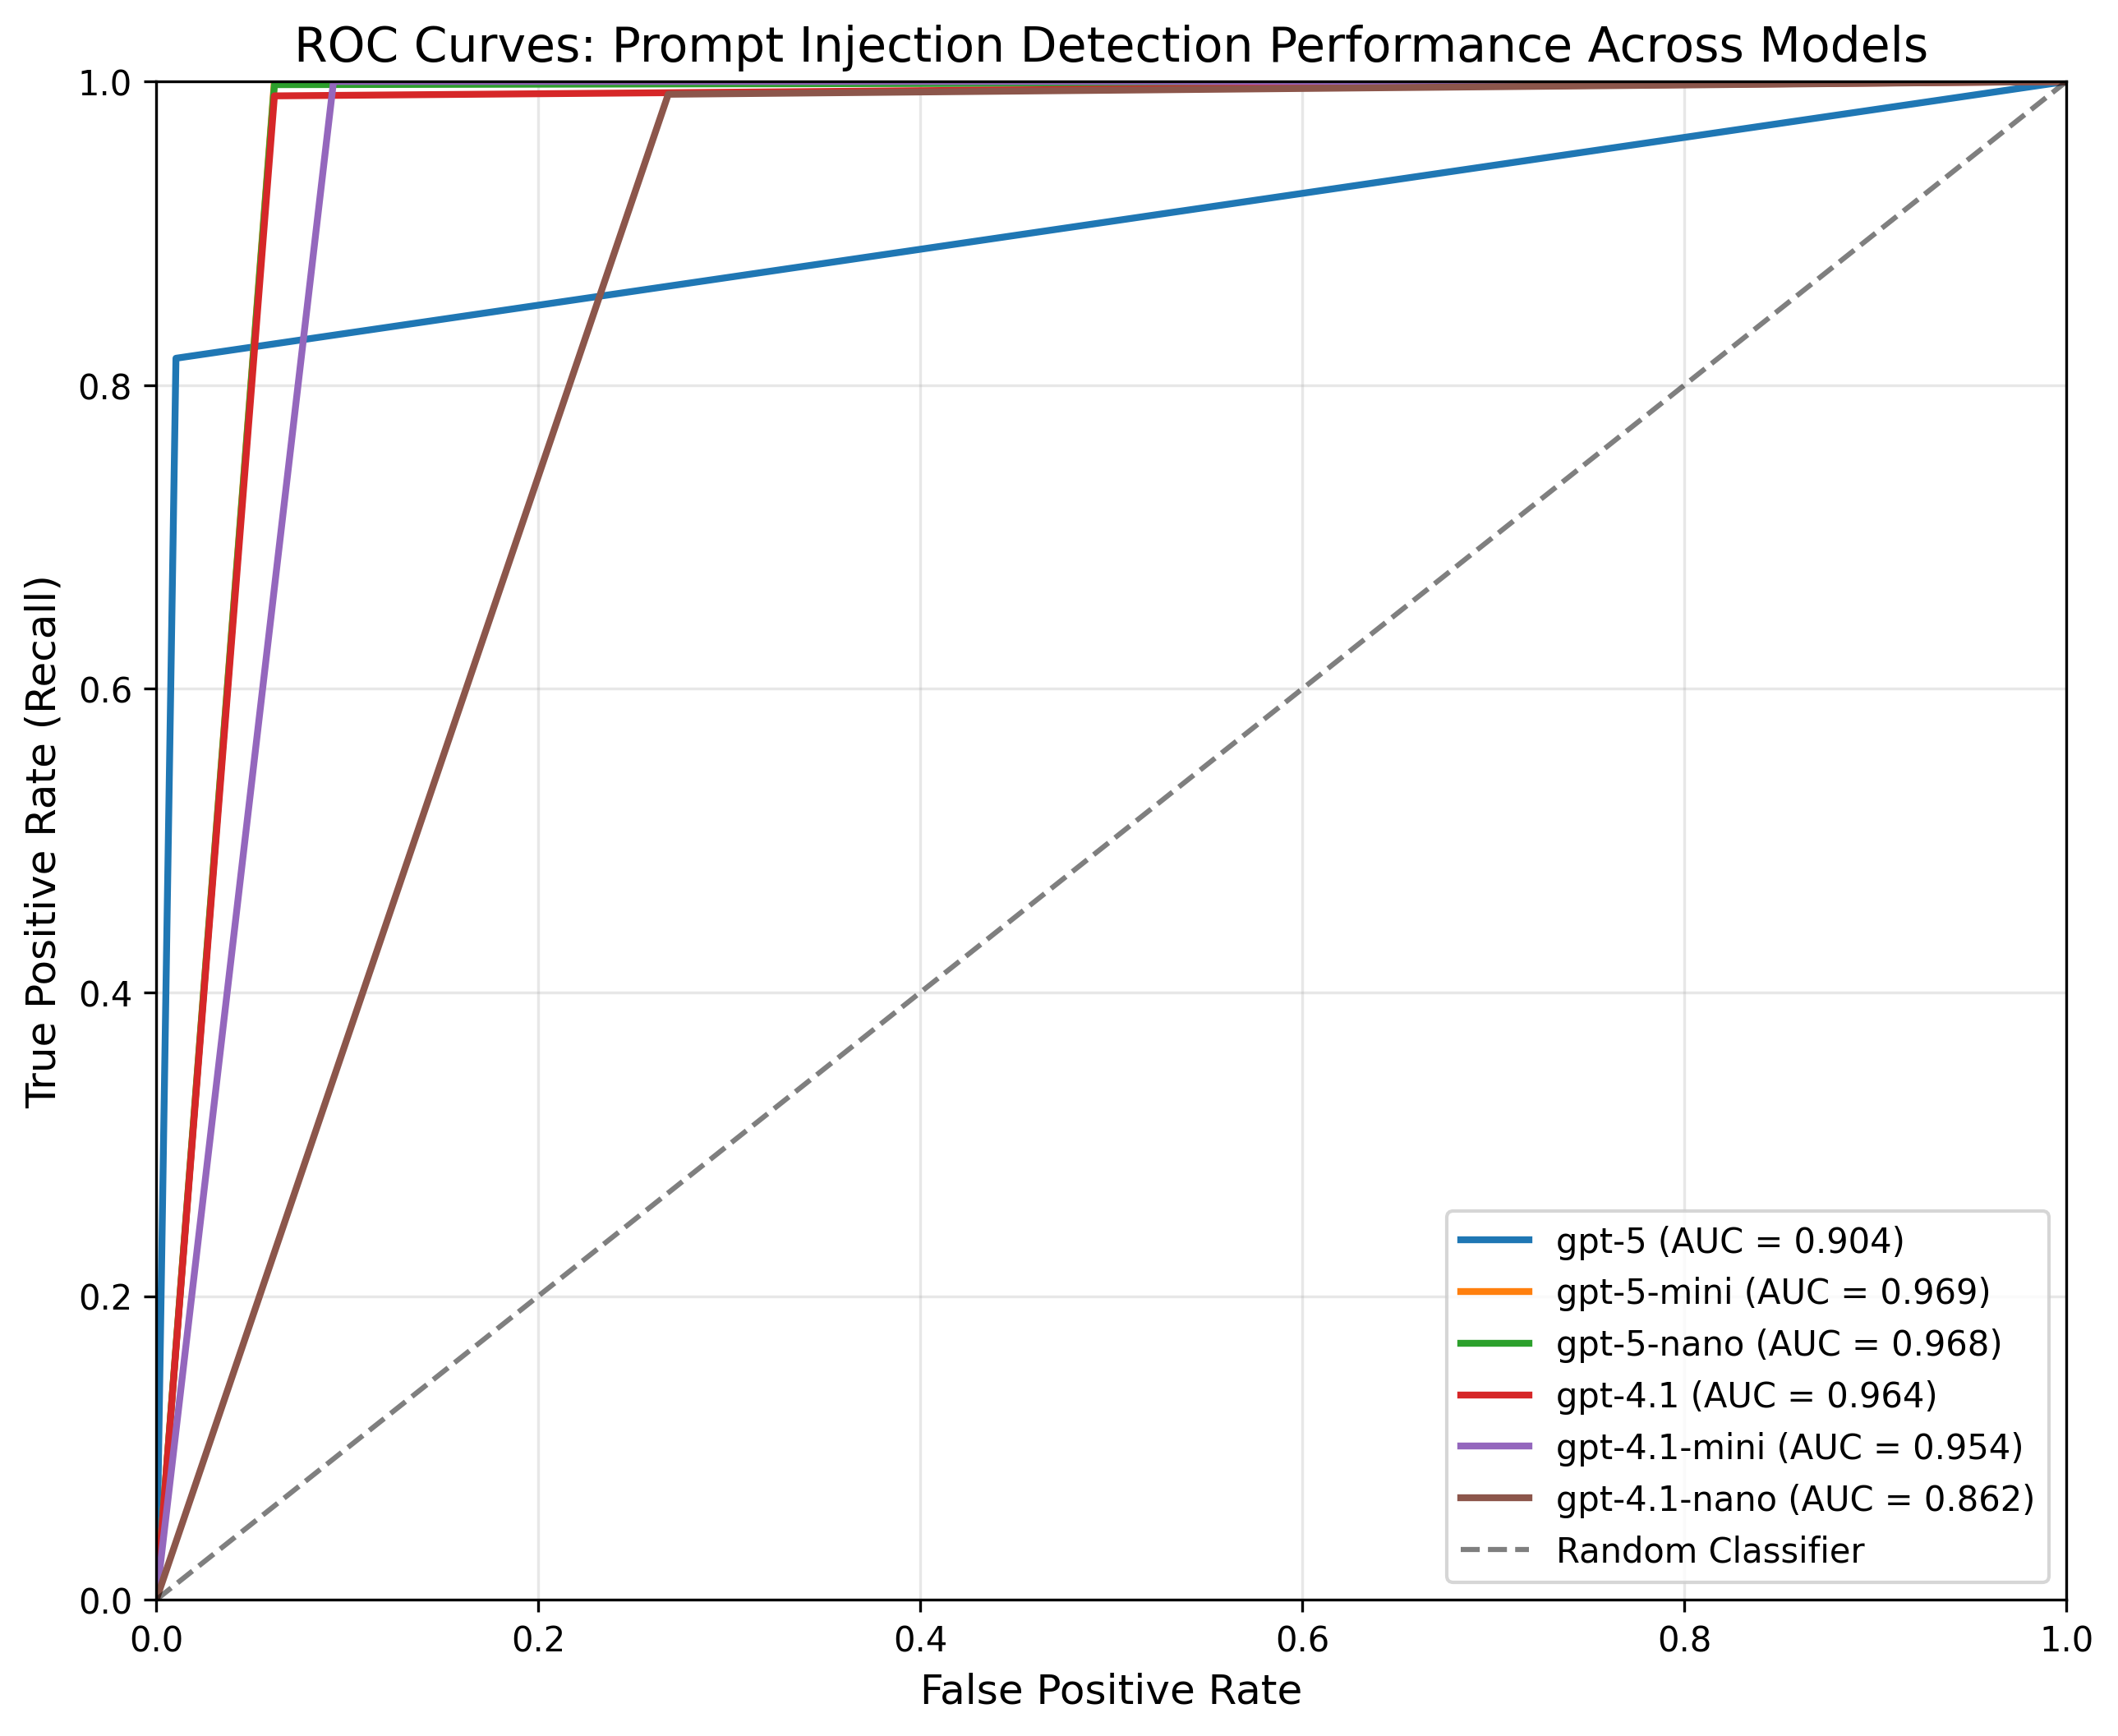 ROC Curves: Prompt Injection Detection Performance Across Models
True Positive Rate (Recall)
1.0
0.8
0.6
0.4
0.2
0.0
0.0 0.2 0.4 0.6 0.8 1.0
False Positive Rate
gpt-5 (AUC = 0.904)
gpt-5-mini (AUC = 0.969)
gpt-5-nano (AUC = 0.968)
gpt-4.1 (AUC = 0.964)
gpt-4.1-mini (AUC = 0.954)
gpt-4.1-nano (AUC = 0.862)
Random Classifier